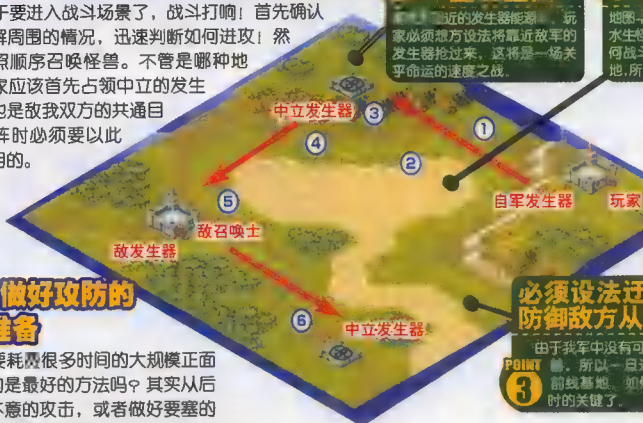 于要进入战斗场景了，战斗打响！首先确认
解周围的情况，迅速判断如何进攻！然
照顺序召唤怪兽。不管是哪种地
家应该首先占领中立的发生
也是敌我双方的共通目
军时必须要以此
用的。
做好攻防的
准备
要耗费很多时间的大规模正面
的是最好的方法吗？其实从后
不意的攻击，或者做好要塞的
近的发生器能源
玩
家必须想方设法将靠近敌军的
发生器抢过来，这将是一场关
乎命运的速度之战。
地图
水生怪
何战
地，所
中立发生器
③
①
④
②
自军发生器
玩家
⑤
敌召唤士
敌发生器
⑥
中立发生器
必须设法迂
防御敌方从
由于我军中没有可
POINT
3
兽，所以一旦
前线基地。如
时的关键了。